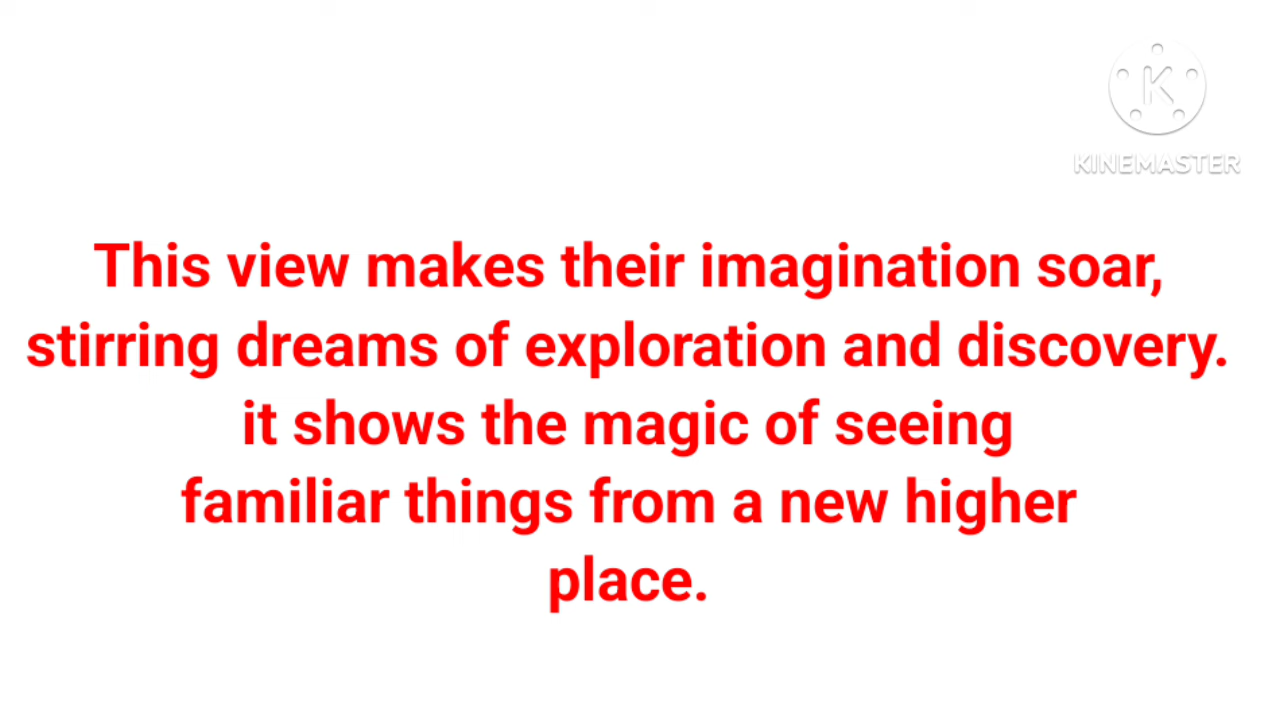 KINEMASTER
This view makes their imagination soar,
stirring dreams of exploration and discovery.
it shows the magic of seeing
familiar things from a new higher
place.